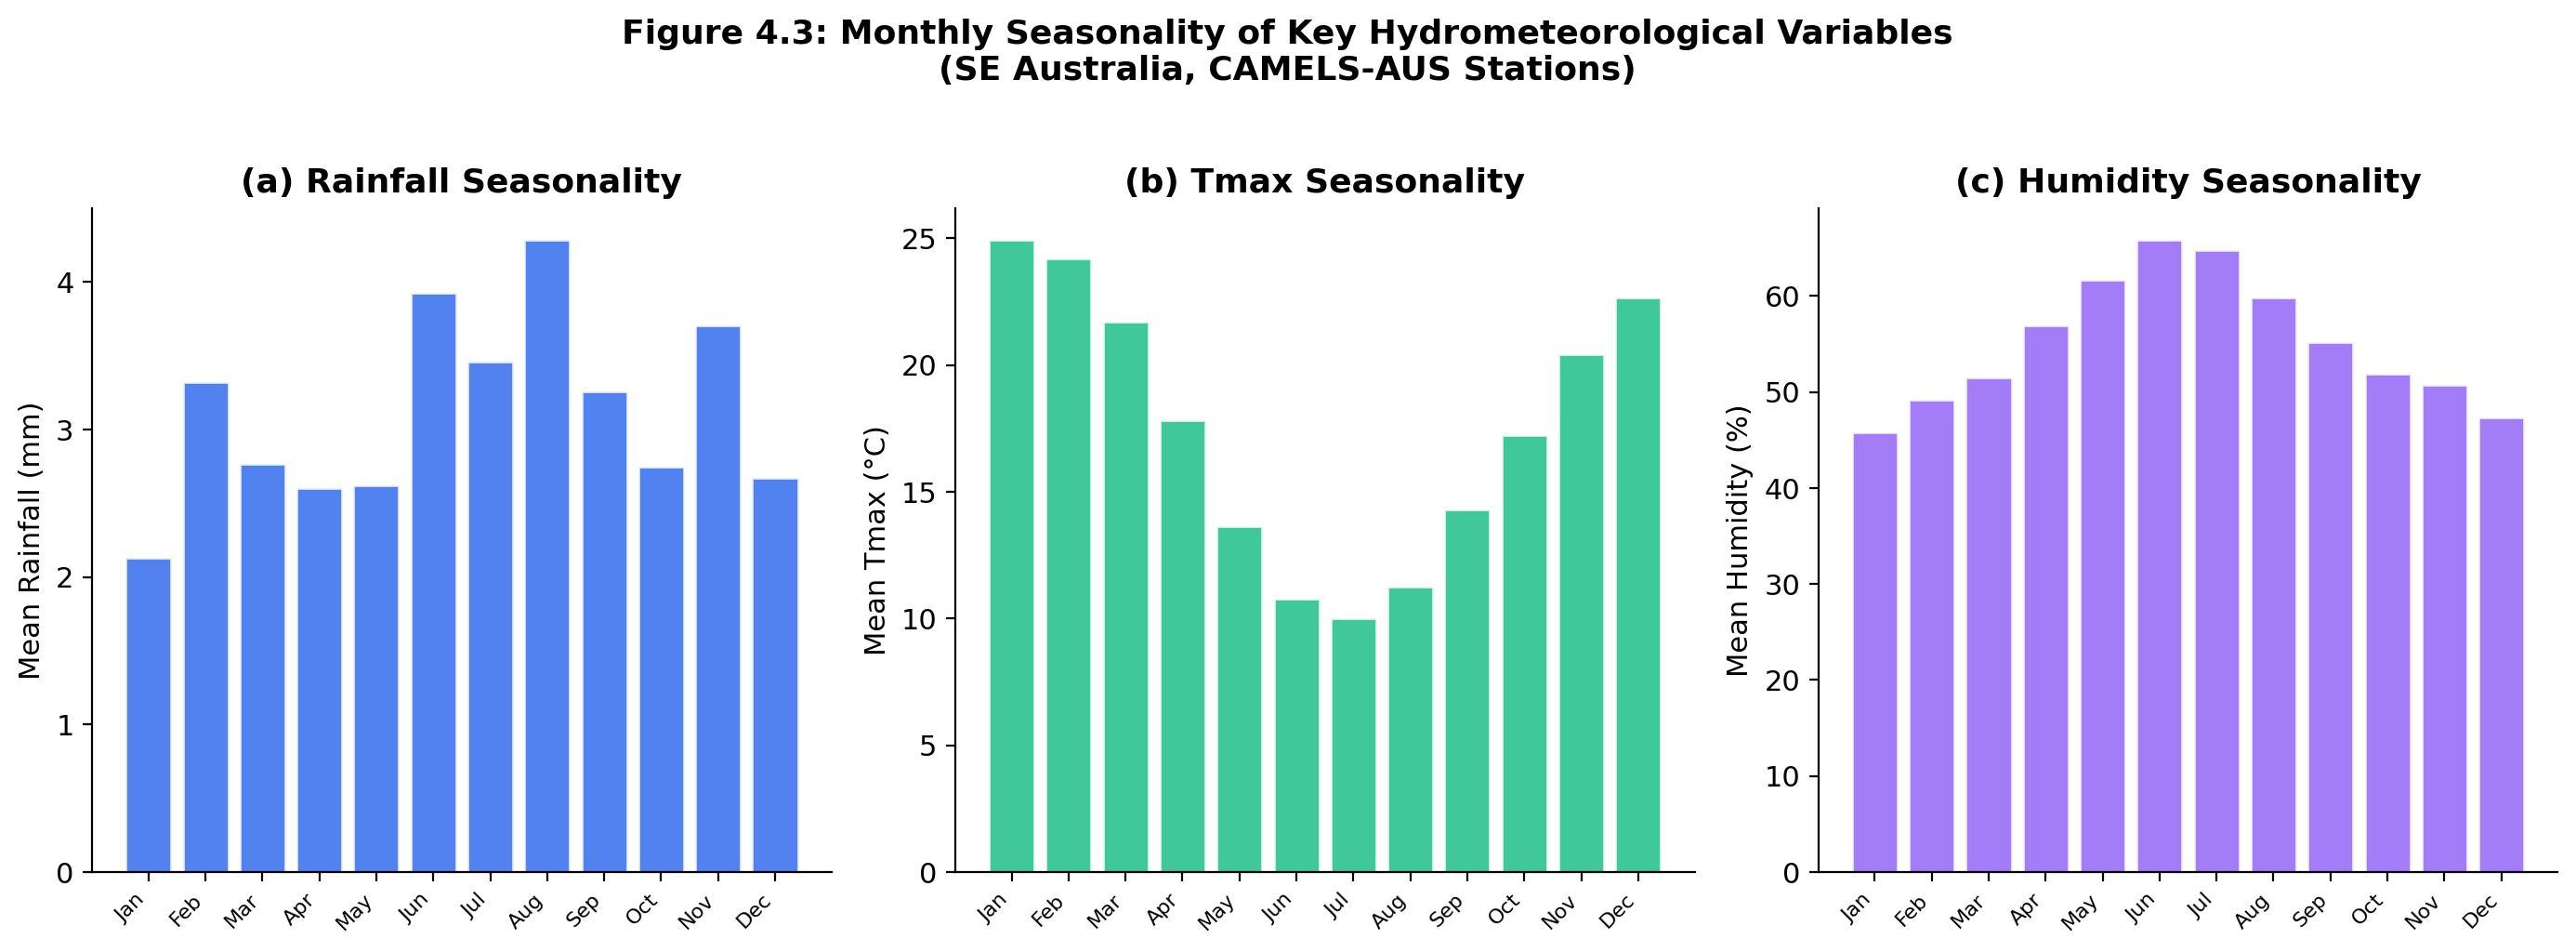 Figure 4.3: Monthly Seasonality of Key Hydrometeorological Variables
(SE Australia, CAMELS-AUS Stations)
(a) Rainfall Seasonality
Mean Rainfall (mm)
4
3
2
1
0
Jan Feb Mar Apr May Jun Jul Aug Sep Oct Nov Dec
(b) Tmax Seasonality
Mean Tmax (°C)
25
20
15
10
5
0
Jan Feb Mar Apr May Jun Jul Aug Sep Oct Nov Dec
(c) Humidity Seasonality
Mean Humidity (%)
60
50
40
30
20
10
0
Jan Feb Mar Apr May Jun Jul Aug Sep Oct Nov Dec